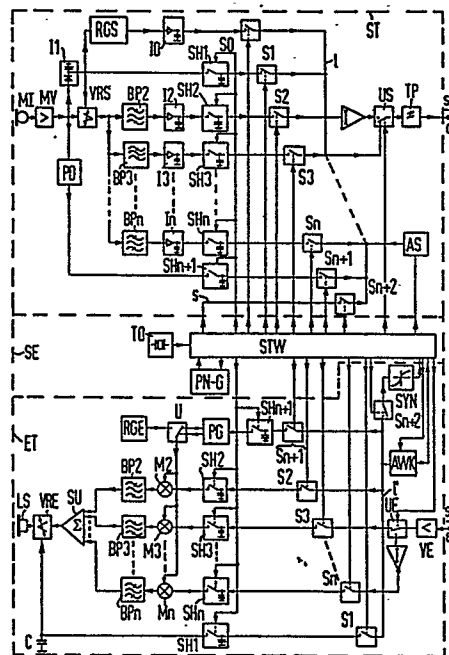 RGS I0 ST
I1 SH1 S0 S1 l
MI MV VRS BP2 I2 SH2 S2 US TP
PD BP3 I3 SH3 S3
BPn In SHn Sn AS
SHn+1 Sn+1 Sn+2
s
SE TO STW
PN-G SYN
Sn+2
ET RGE U PG SHn+1 Sn+1 AWK
BP2 M2 SH2 S2
LS VRE SU BP3 M3 SH3 S3 UE VE
BPn Mn SHn Sn
C SH1 S1